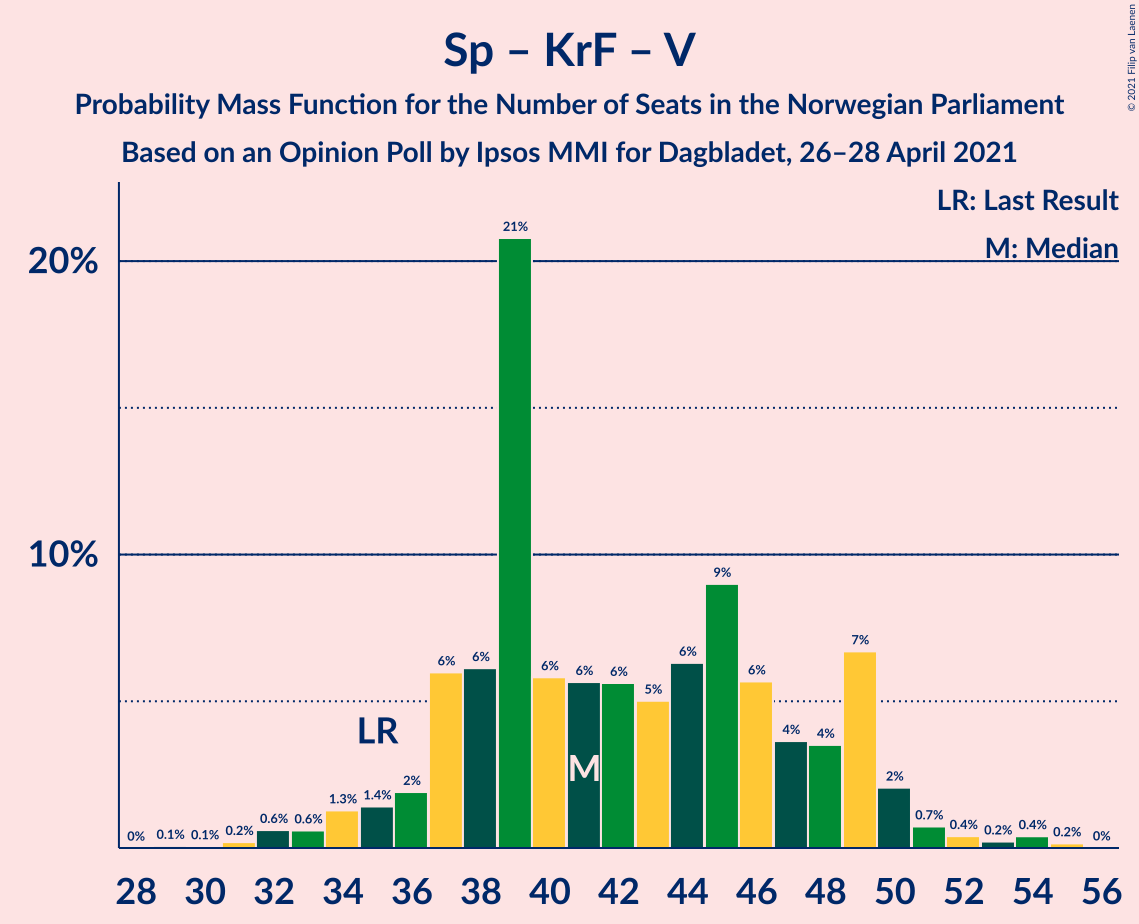 Sp – KrF – V
Probability Mass Function for the Number of Seats in the Norwegian Parliament
Based on an Opinion Poll by Ipsos MMI for Dagbladet, 26–28 April 2021
© 2021 Filip van Laenen
LR: Last Result
M: Median
20%
10%
0% 0.1% 0.1% 0.2% 0.6% 0.6% 1.3% 1.4% 2% 6% 6% 21% 6% 6% 6% 5% 6% 9% 6% 4% 4% 7% 2% 0.7% 0.4% 0.2% 0.4% 0.2% 0%
LR
M
28 30 32 34 36 38 40 42 44 46 48 50 52 54 56